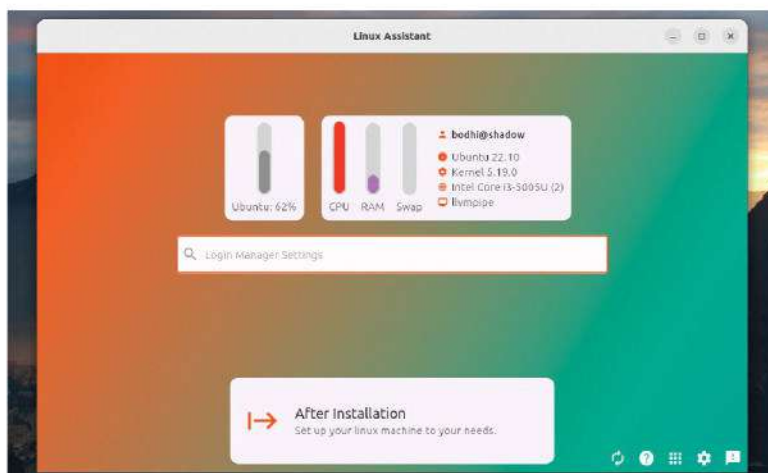 Linux Assistant
Ubuntu: 62%
CPU RAM Swap
bodhi@shadow
Ubuntu 22.10
Kernel 5.19.0
Intel Core i3-5005U (2)
llvmpipe
Login Manager Settings
After Installation
Set up your linux machine to your needs.